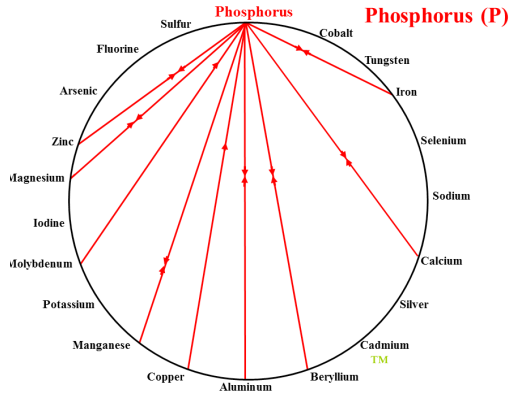 Phosphorus
Phosphorus (P)
Sulfur
Cobalt
Fluorine
Tungsten
Arsenic
Iron
Zinc
Selenium
Magnesium
Sodium
Iodine
Molybdenum
Calcium
Potassium
Silver
Manganese
Cadmium
TM
Copper
Aluminum
Beryllium